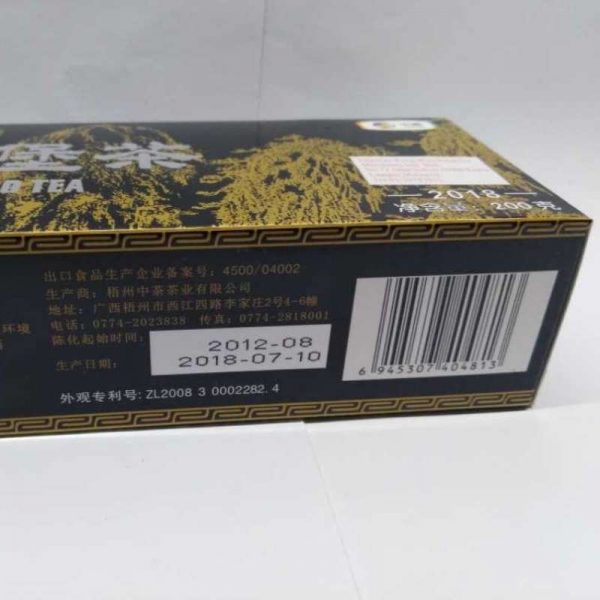 堡茶
O TEA
2018
净含量：200克
出口食品生产企业备案号：4500/04002
生产商：梧州中茶茶业有限公司
地址：广西梧州市西江四路李家庄2号4-6幢
电话：0774-2023838 传真：0774-2818001
陈化起始时间：2012-08
生产日期：2018-07-10
外观专利号：ZL2008 3 0002282.4
环境
6 945307 404813